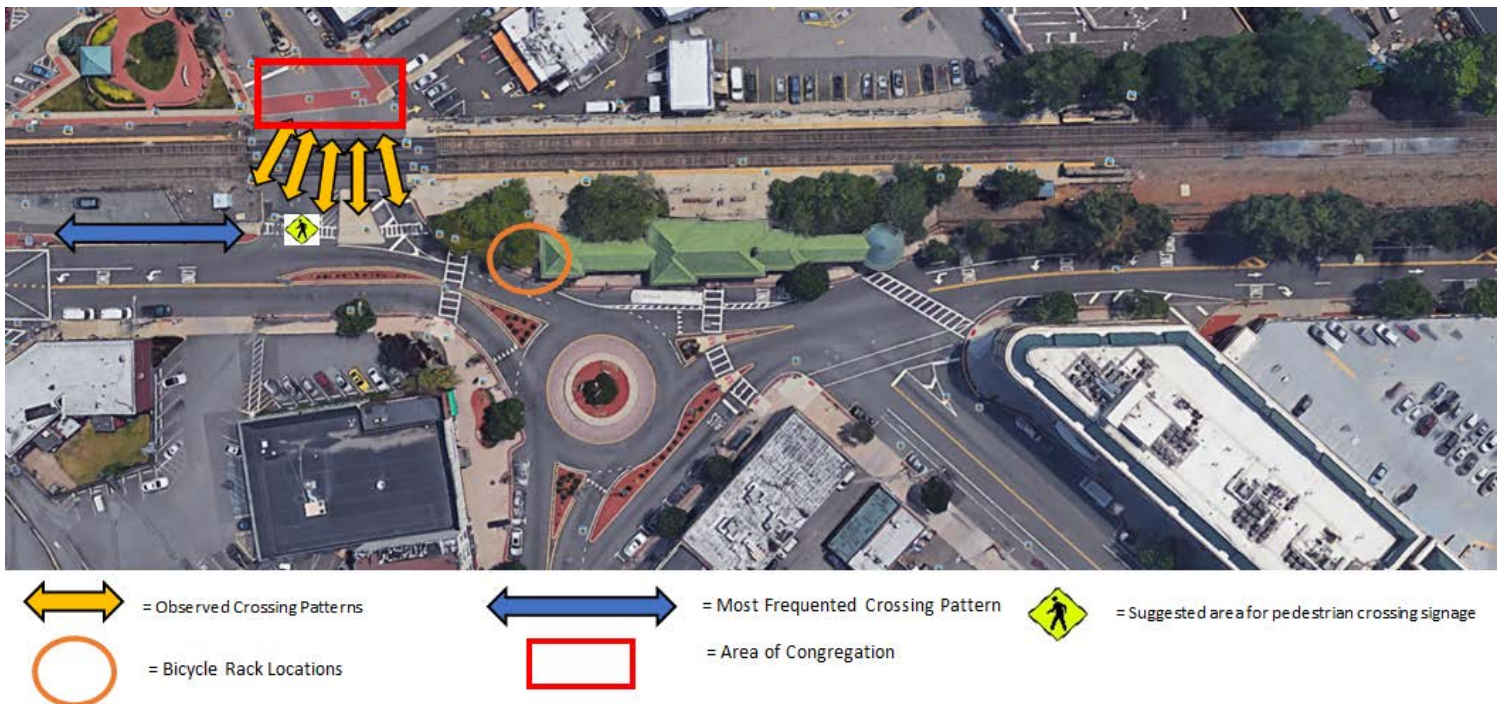 = Observed Crossing Patterns
= Most Frequented Crossing Pattern
= Suggested area for pedestrian crossing signage
= Bicycle Rack Locations
= Area of Congregation